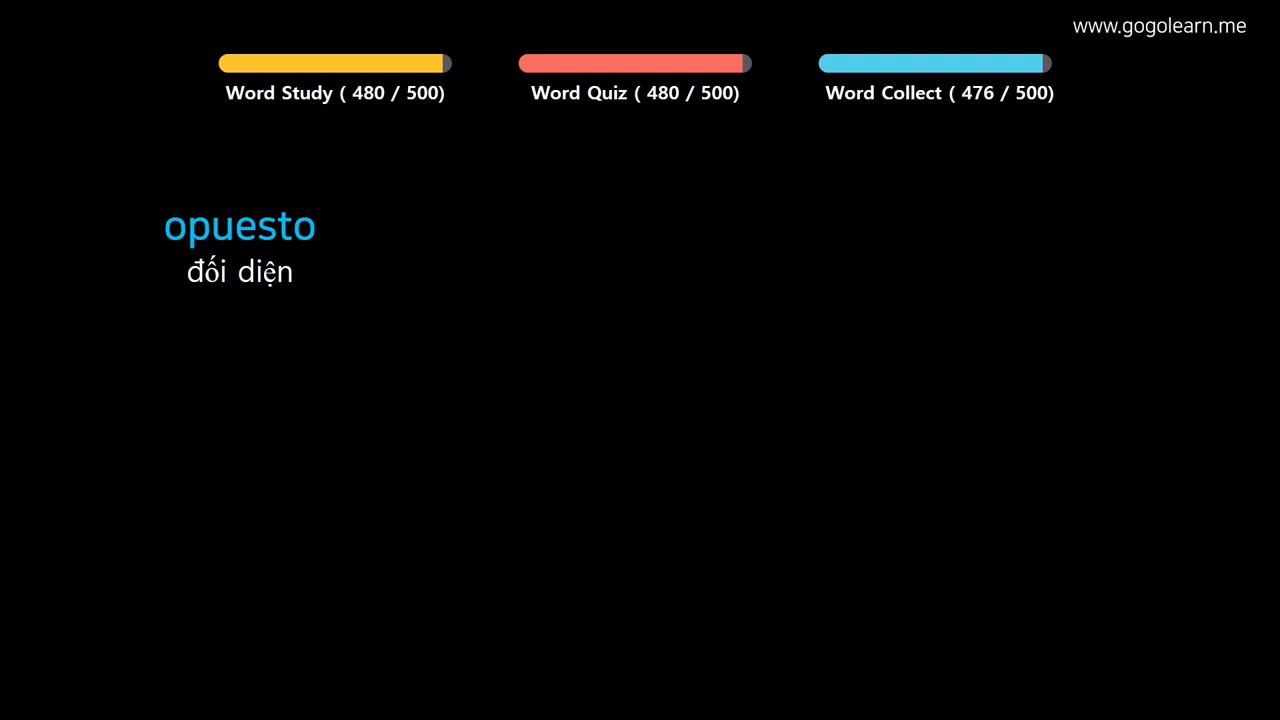 www.gogolearn.me
Word Study ( 480 / 500)
Word Quiz ( 480 / 500)
Word Collect ( 476 / 500)
opuesto
đối diện